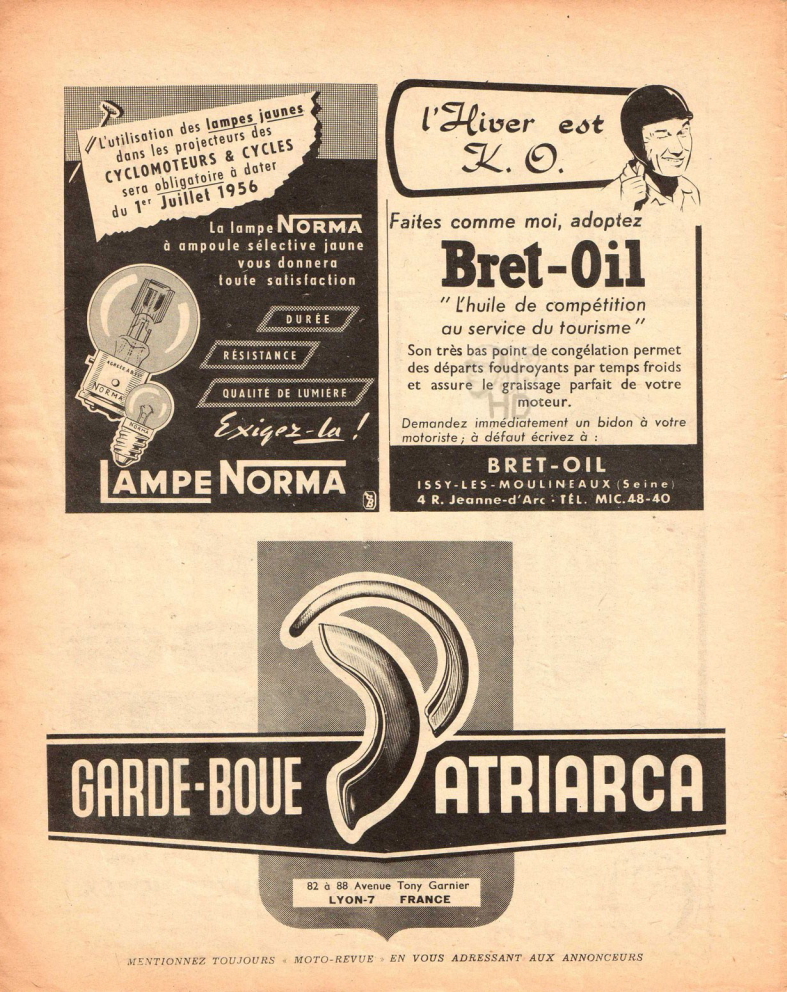 L'utilisation des lampes jaunes
dans les projecteurs des
CYCLOMOTEURS & CYCLES
sera obligatoire à dater
du 1er Juillet 1956
La lampe NORMA
à ampoule sélective jaune
vous donnera
toute satisfaction
DURÉE
RÉSISTANCE
QUALITÉ DE LUMIÈRE
NORMA
NORMA
Exigez-la !
LAMPE NORMA
l'Hiver est
K. O.
Faites comme moi, adoptez
Bret-Oil
"L'huile de compétition
au service du tourisme"
Son très bas point de congélation permet
des départs foudroyants par temps froids
et assure le graissage parfait de votre
moteur.
Demandez immédiatement un bidon à votre
motoriste ; à défaut écrivez à :
BRET-OIL
ISSY-LES-MOULINEAUX (Seine)
4 R. Jeanne-d'Arc - TÉL. MIC. 48-40
GARDE-BOUE PATRIARCA
82 à 88 Avenue Tony Garnier
LYON-7 FRANCE
MENTIONNEZ TOUJOURS « MOTO-REVUE » EN VOUS ADRESSANT AUX ANNONCEURS